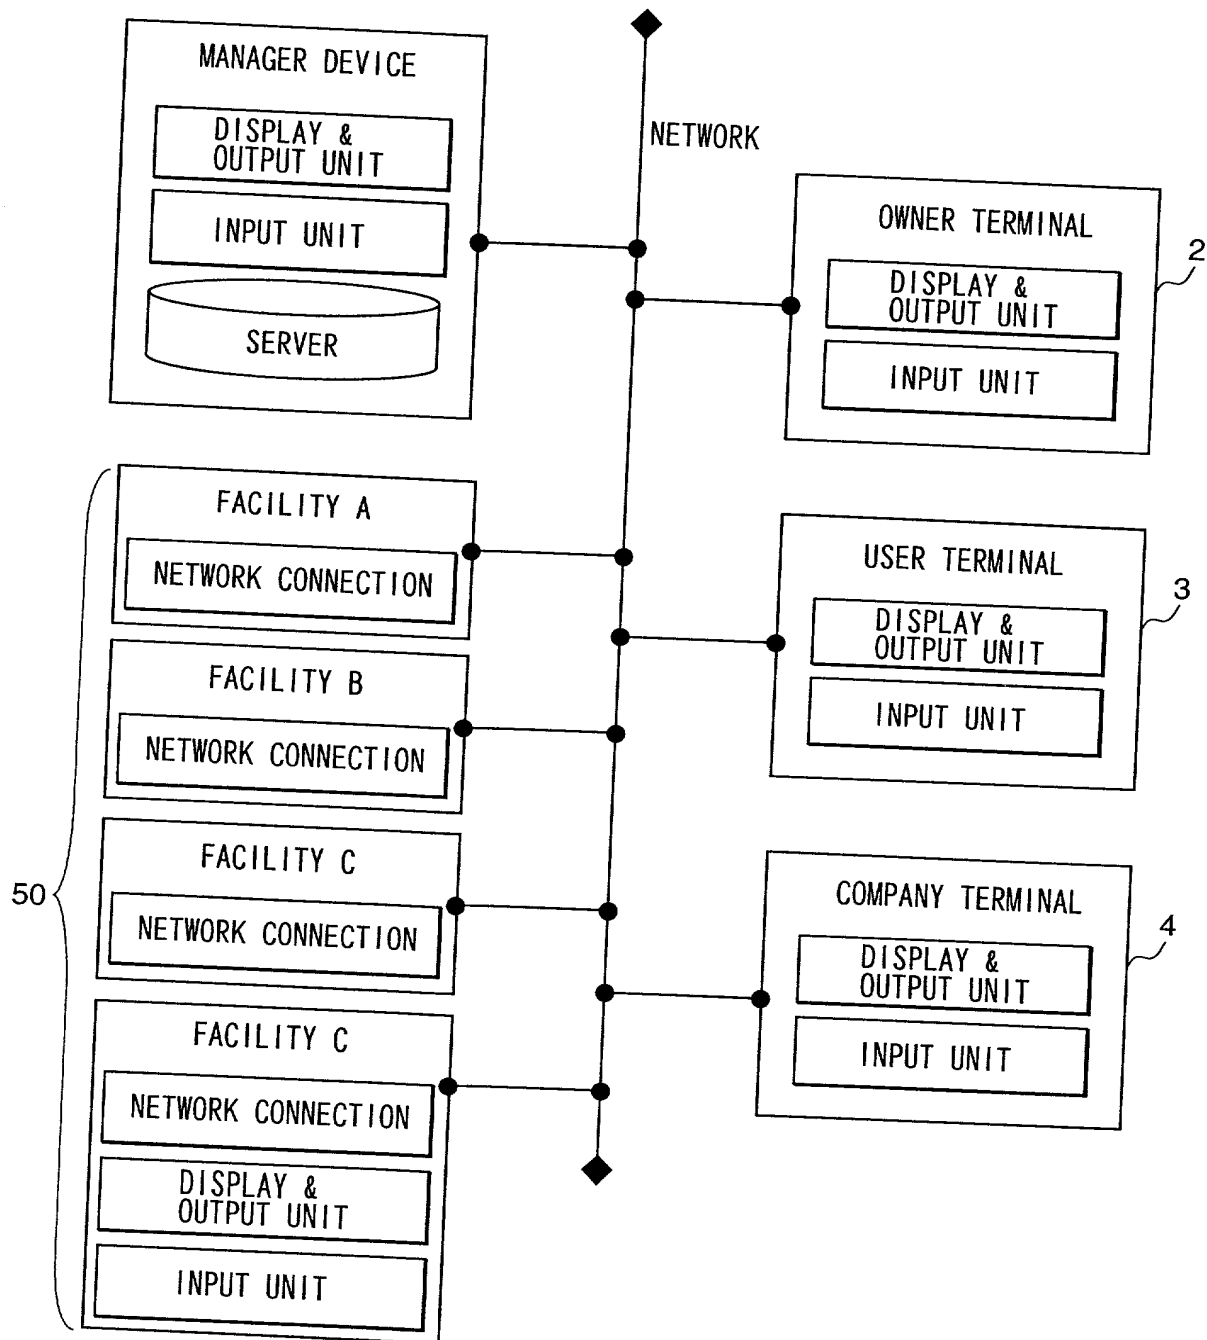 MANAGER DEVICE
DISPLAY &
OUTPUT UNIT
INPUT UNIT
SERVER
NETWORK
OWNER TERMINAL
DISPLAY &
OUTPUT UNIT
INPUT UNIT
2
FACILITY A
NETWORK CONNECTION
FACILITY B
NETWORK CONNECTION
FACILITY C
NETWORK CONNECTION
FACILITY C
NETWORK CONNECTION
DISPLAY &
OUTPUT UNIT
INPUT UNIT
50
USER TERMINAL
DISPLAY &
OUTPUT UNIT
INPUT UNIT
3
COMPANY TERMINAL
DISPLAY &
OUTPUT UNIT
INPUT UNIT
4